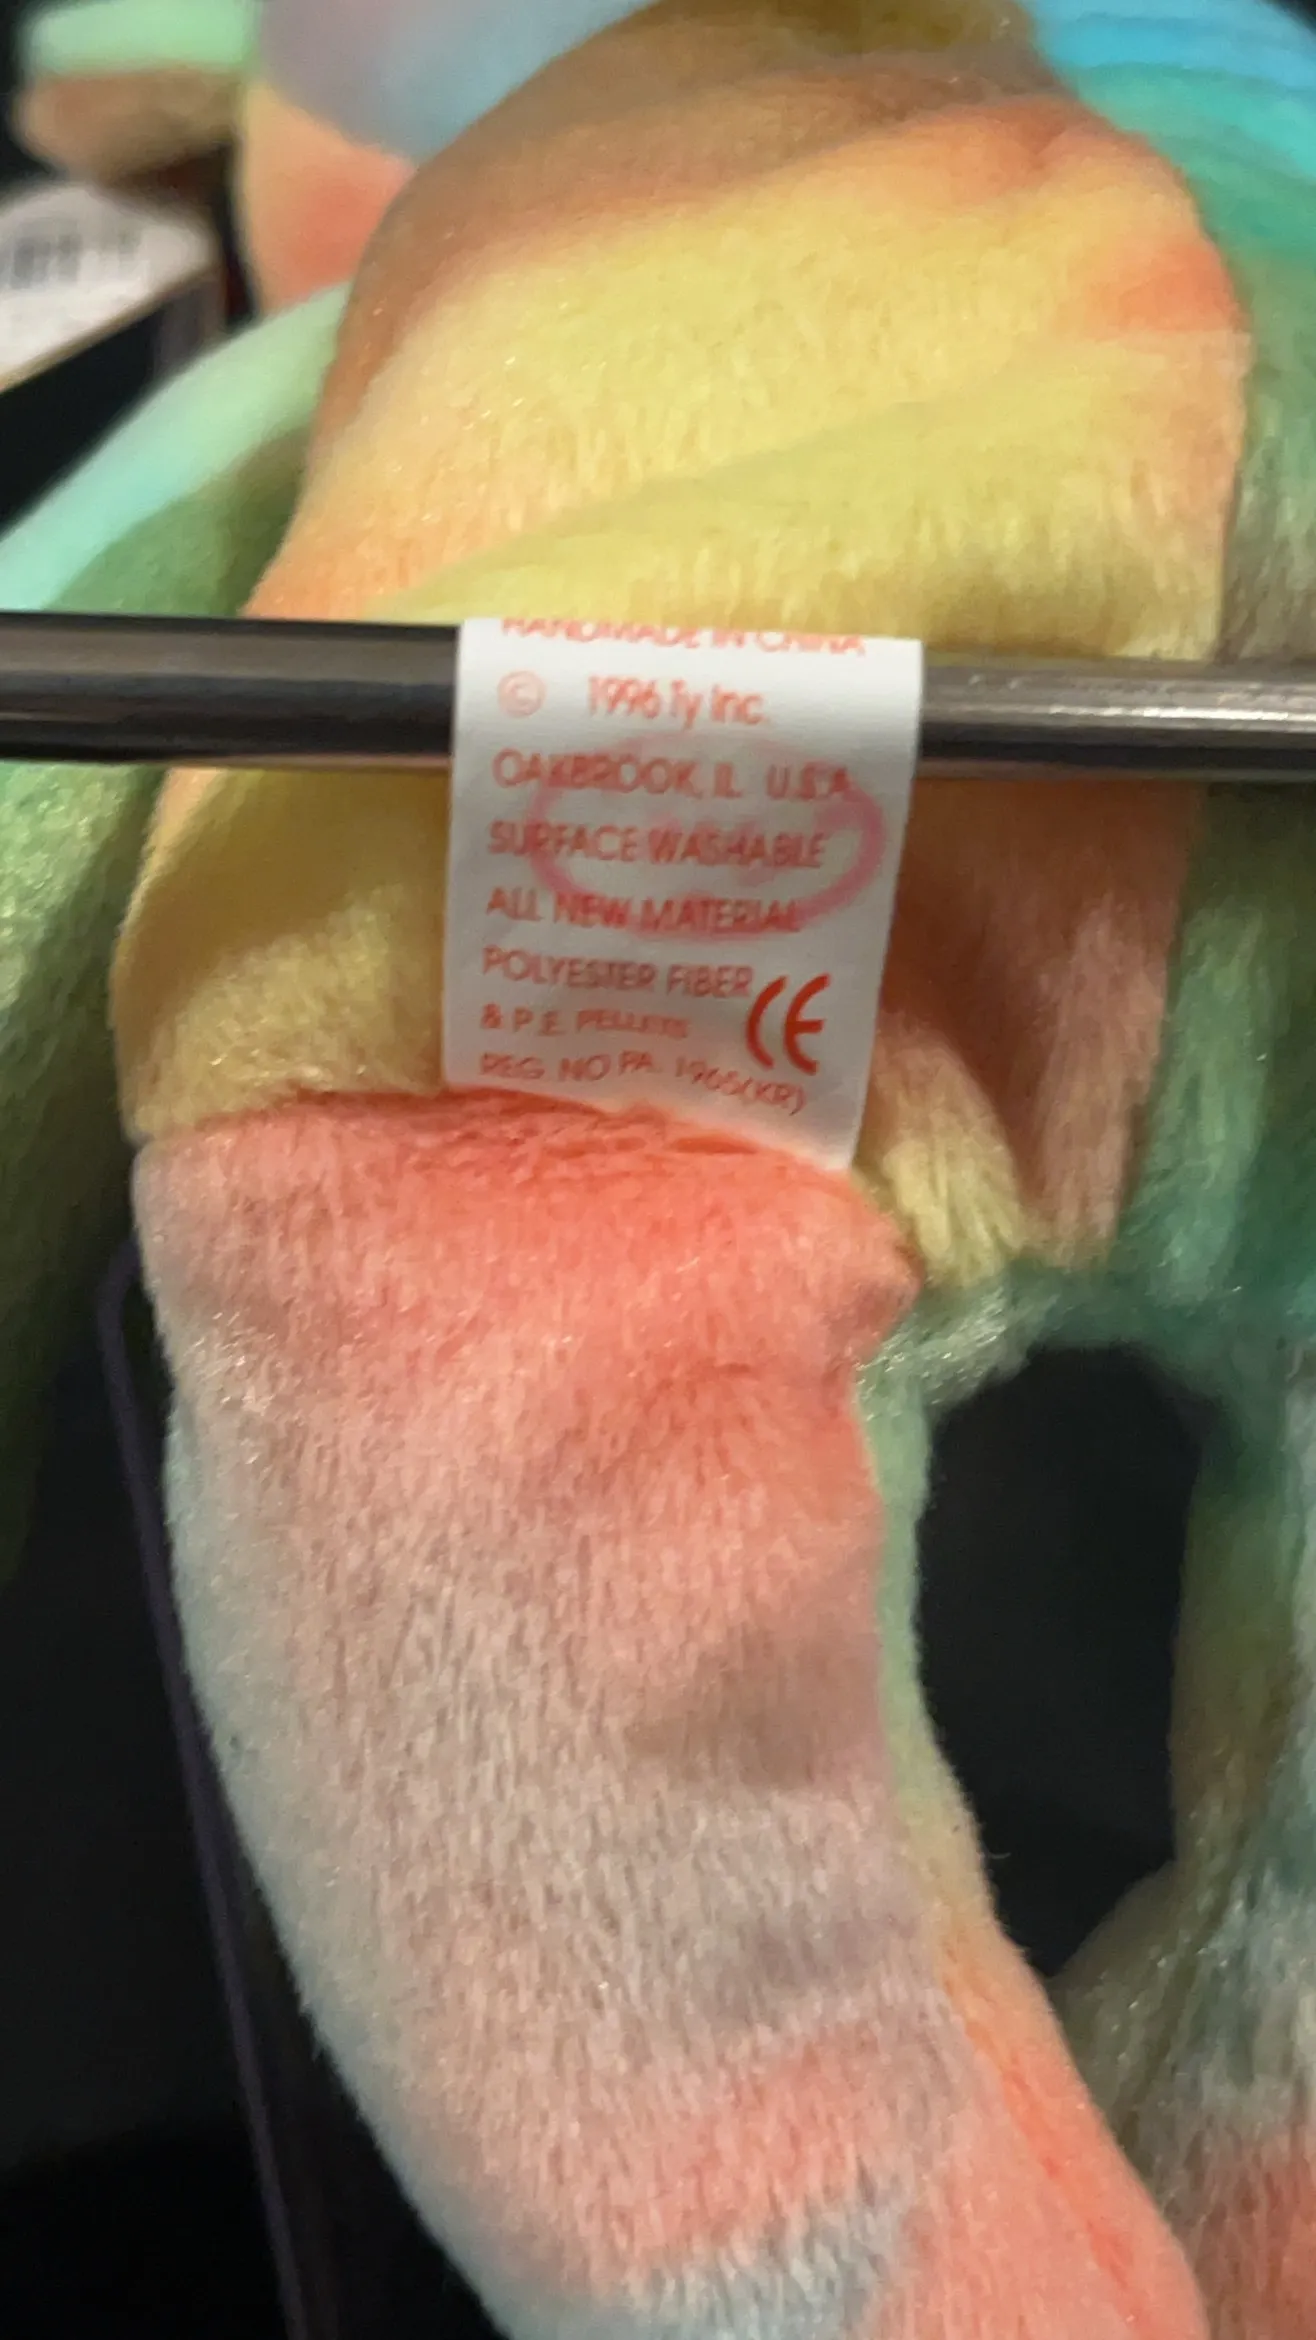 HANDMADE IN CHINA
© 1996 Ty Inc.
OAKBROOK, IL U.S.A.
SURFACE WASHABLE
ALL NEW MATERIAL
POLYESTER FIBER
& P.E. PELLETS CE
REG. NO PA. 1965(KR)